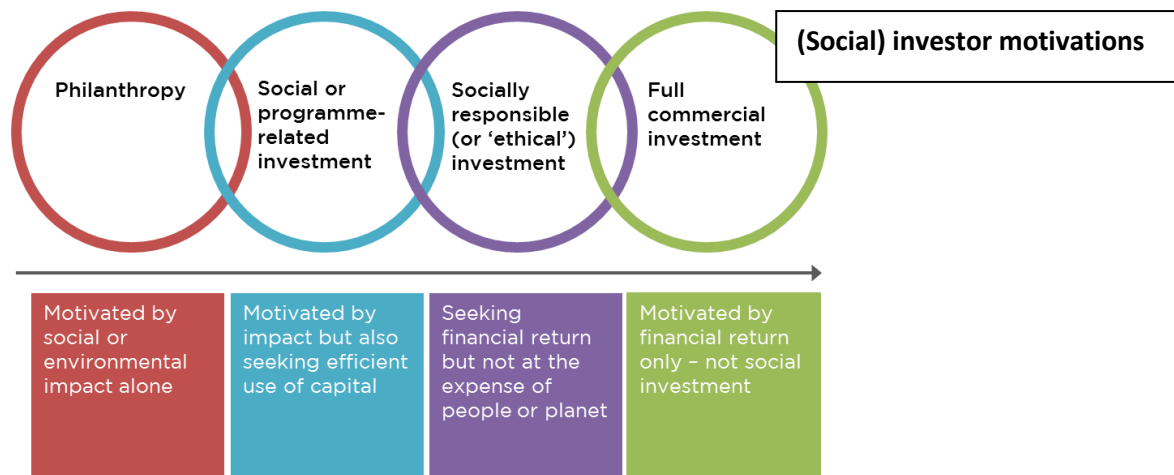 (Social) investor motivations
Philanthropy
Social or
programme-
related
investment
Socially
responsible
(or ‘ethical’)
investment
Full
commercial
investment
Motivated by
social or
environmental
impact alone
Motivated by
impact but also
seeking efficient
use of capital
Seeking
financial return
but not at the
expense of
people or planet
Motivated by
financial return
only – not social
investment